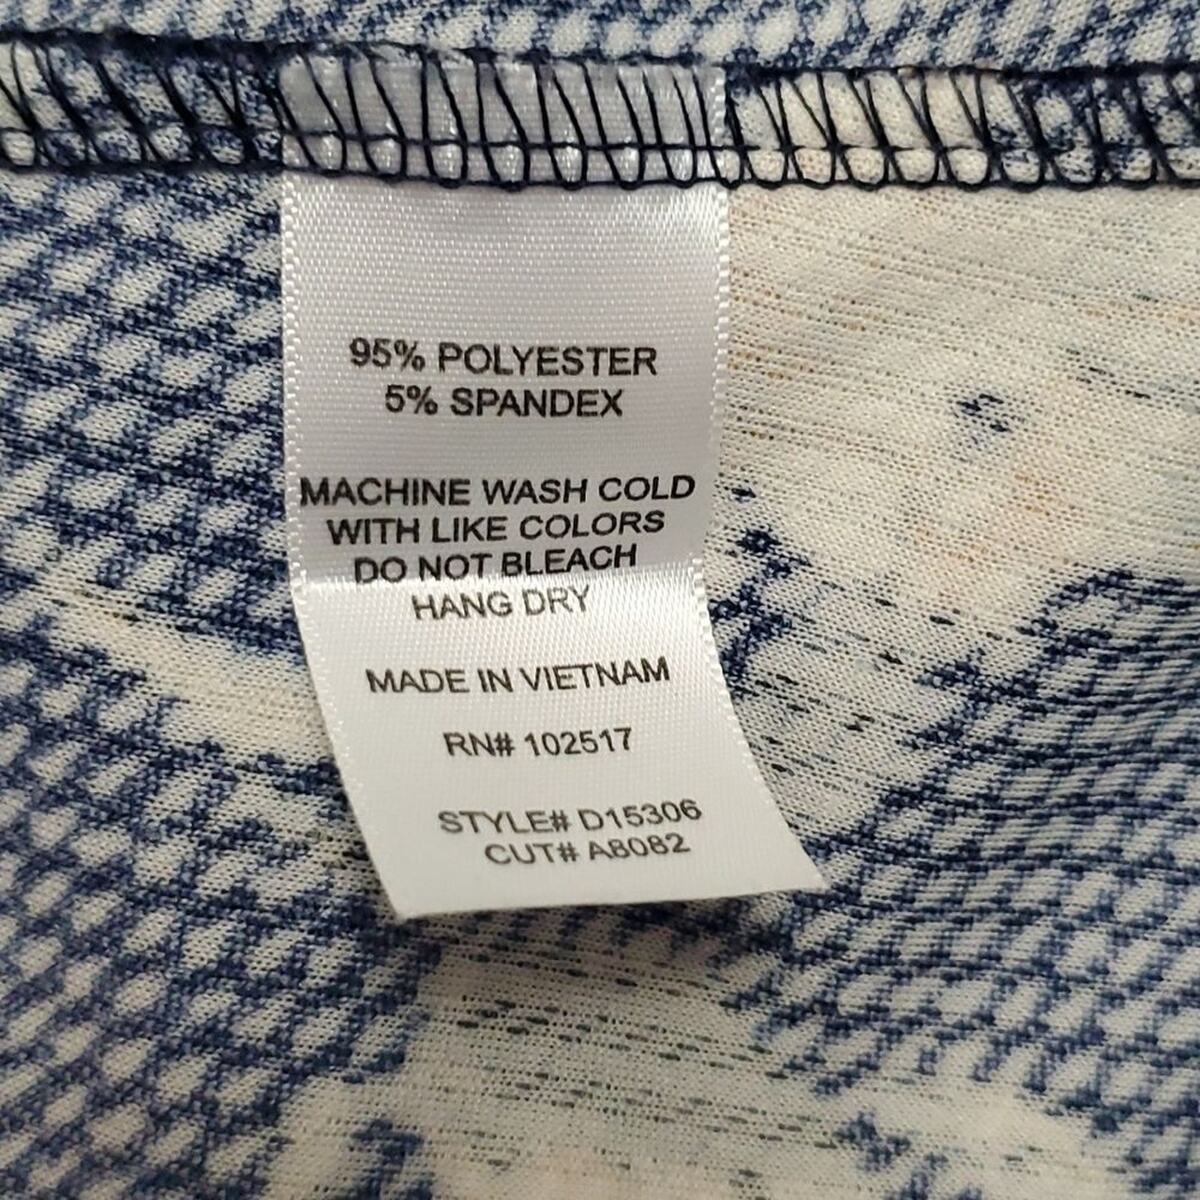 95% POLYESTER
5% SPANDEX
MACHINE WASH COLD
WITH LIKE COLORS
DO NOT BLEACH
HANG DRY
MADE IN VIETNAM
RN# 102517
STYLE# D15306
CUT# A8082